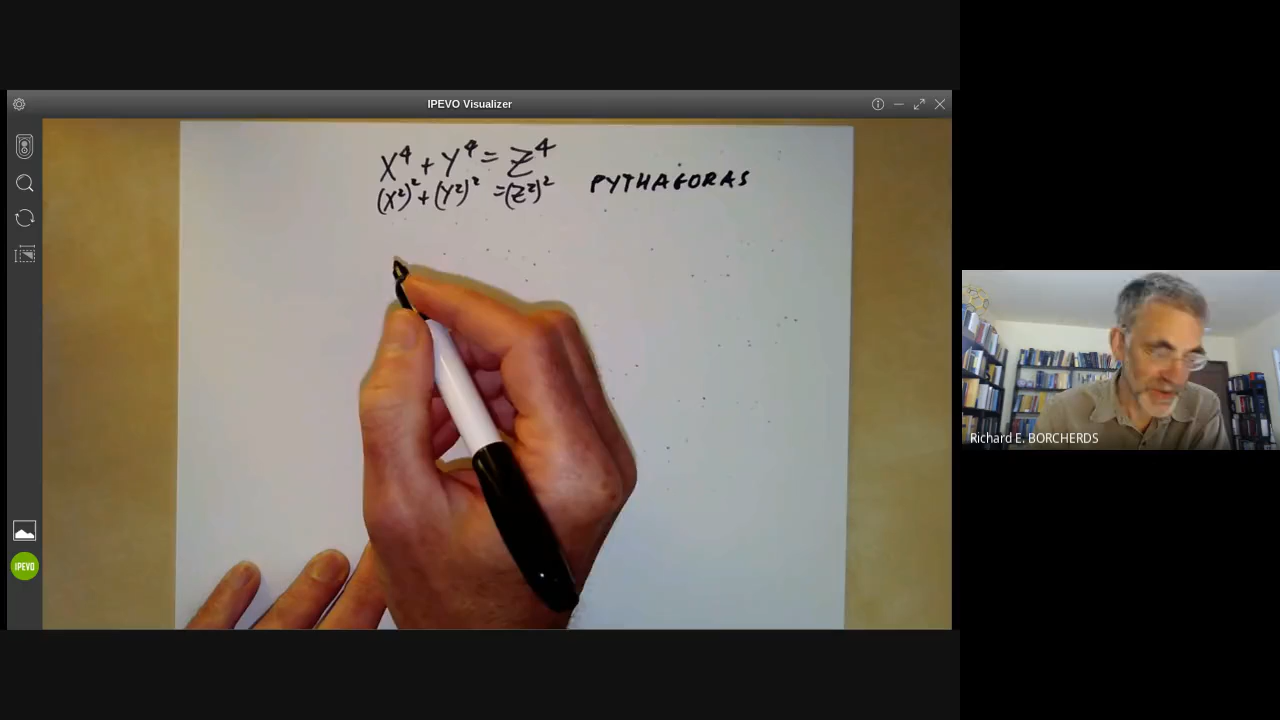 IPEVO Visualizer
X⁴ + Y⁴ = Z⁴
(X²)² + (Y²)² = (Z²)² PYTHAGORAS
Richard E. BORCHERDS
IPEVO